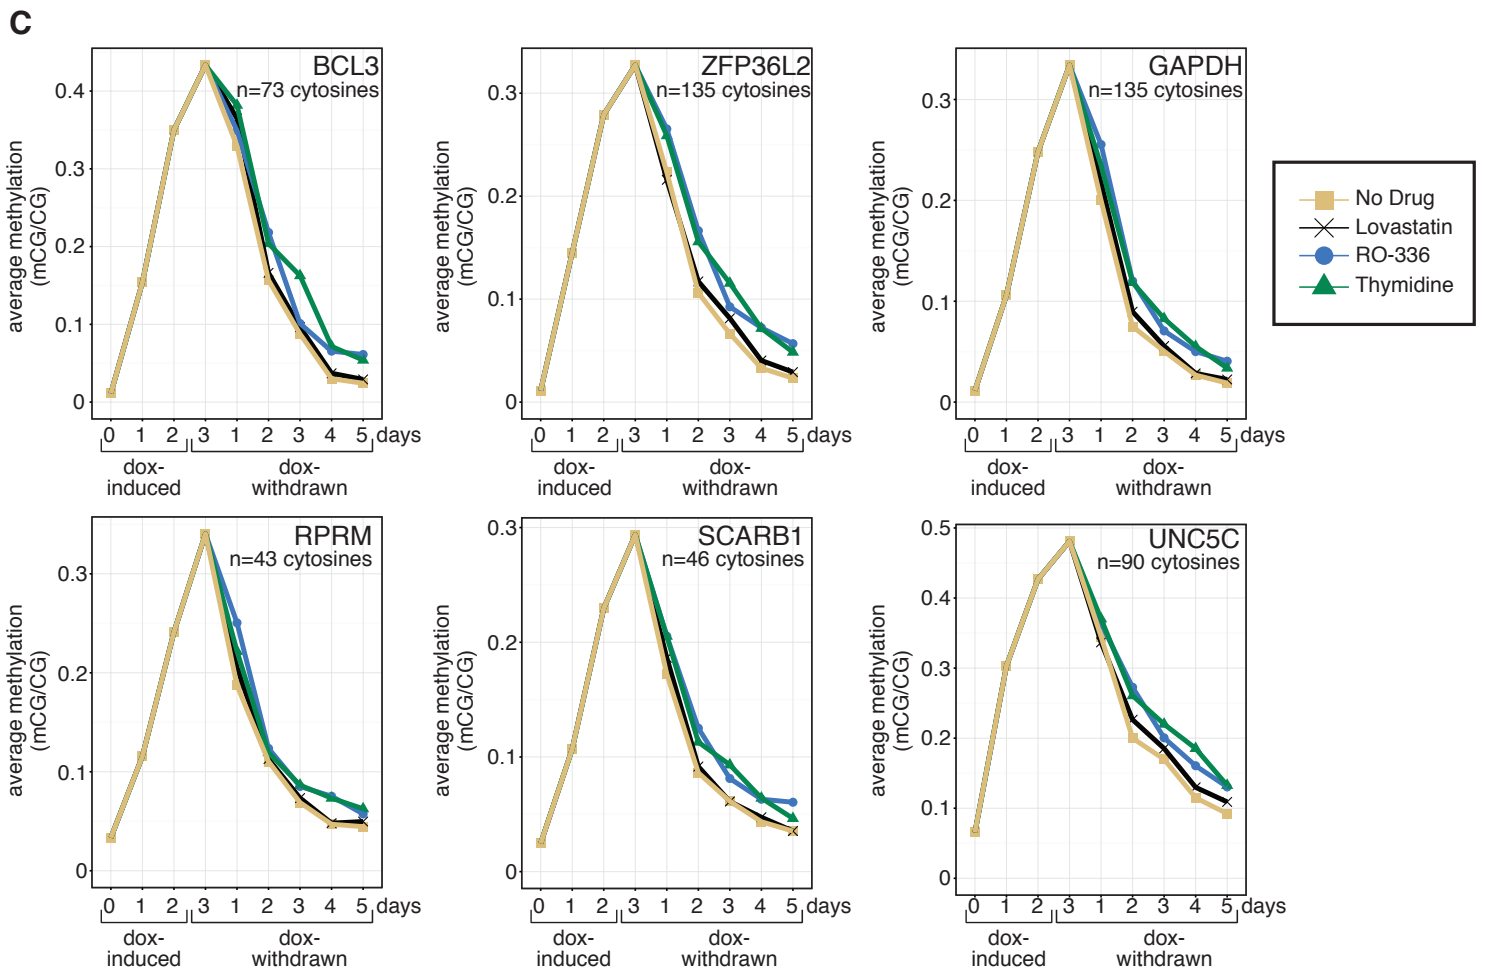 C
BCL3
n=73 cytosines
average methylation
(mCG/CG)
0.4
0.3
0.2
0.1
0
0 1 2 3 1 2 3 4 5 days
dox-
induced
dox-
withdrawn
ZFP36L2
n=135 cytosines
average methylation
(mCG/CG)
0.3
0.2
0.1
0
0 1 2 3 1 2 3 4 5 days
dox-
induced
dox-
withdrawn
GAPDH
n=135 cytosines
average methylation
(mCG/CG)
0.3
0.2
0.1
0
0 1 2 3 1 2 3 4 5 days
dox-
induced
dox-
withdrawn
No Drug
Lovastatin
RO-336
Thymidine
RPRM
n=43 cytosines
average methylation
(mCG/CG)
0.3
0.2
0.1
0
0 1 2 3 1 2 3 4 5 days
dox-
induced
dox-
withdrawn
SCARB1
n=46 cytosines
average methylation
(mCG/CG)
0.3
0.2
0.1
0
0 1 2 3 1 2 3 4 5 days
dox-
induced
dox-
withdrawn
UNC5C
n=90 cytosines
average methylation
(mCG/CG)
0.5
0.4
0.3
0.2
0.1
0
0 1 2 3 1 2 3 4 5 days
dox-
induced
dox-
withdrawn